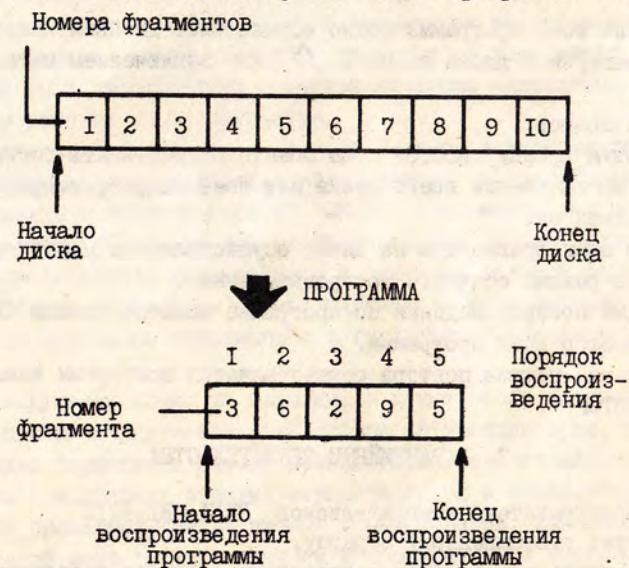 Номера фрагментов
I 2 3 4 5 6 7 8 9 IO
Начало
диска
Конец
диска
ПРОГРАММА
I 2 3 4 5
Порядок
воспроиз-
ведения
Номер
фрагмента
3 6 2 9 5
Начало
воспроизведения
программы
Конец
воспроизведения
программы